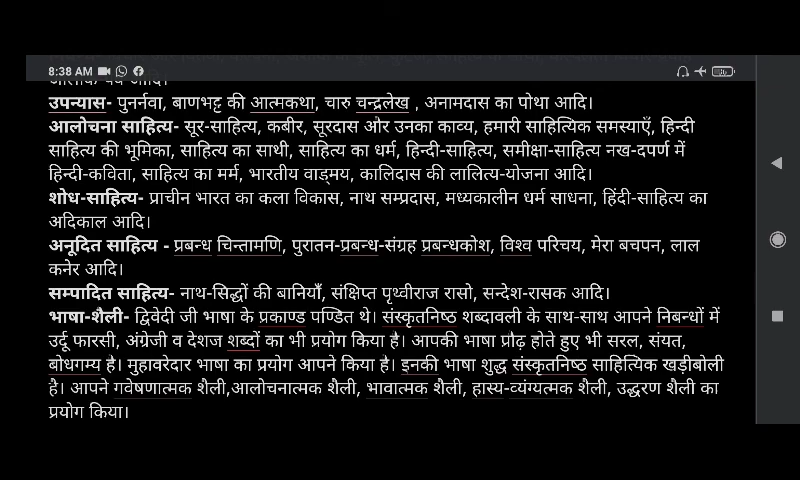 8:38 AM
उपन्यास- पुनर्नवा, बाणभट्ट की आत्मकथा, चारु चन्द्रलेख , अनामदास का पोथा आदि।
आलोचना साहित्य- सूर-साहित्य, कबीर, सूरदास ओर उनका काव्य, हमारी साहित्यिक समस्याएँ, हिन्दी
साहित्य की भूमिका, साहित्य का साथी, साहित्य का धर्म, हिन्दी-साहित्य, समीक्षा-साहित्य नख-दपर्ण में
हिन्दी-कविता, साहित्य का मर्म, भारतीय वाड्मय, कालिदास की लालित्य-योजना आदि।
शोध-साहित्य- प्राचीन भारत का कला विकास, नाथ सम्प्रदास, मध्यकालीन धर्म साधना, हिंदी-साहित्य का
अदिकाल आदि।
अनूदित साहित्य - प्रबन्ध चिन्तामणि, पुरातन-प्रबन्ध-संग्रह प्रबन्धकोश, विश्व परिचय, मेरा बचपन, लाल
कनेर आदि।
सम्पादित साहित्य- नाथ-सिद्धों की बानियाँ, संक्षिप्त पृथ्वीराज रासो, सन्देश-रासक आदि।
भाषा-शैली- द्विवेदी जी भाषा के प्रकाण्ड पण्डित थे। संस्कृतनिष्ठ शब्दावली के साथ-साथ आपने निबन्धों में
उर्दू फारसी, अंग्रेजी व देशज शब्दों का भी प्रयोग किया है। आपकी भाषा प्रौढ़ होते हुए भी सरल, संयत,
बोधगम्य है। मुहावरेदार भाषा का प्रयोग आपने किया है। इनकी भाषा शुद्ध संस्कृतनिष्ठ साहित्यिक खड़ीबोली
है। आपने गवेषणात्मक शैली,आलोचनात्मक शैली, भावात्मक शैली, हास्य-व्यंग्यत्मक शैली, उद्धरण शैली का
प्रयोग किया।